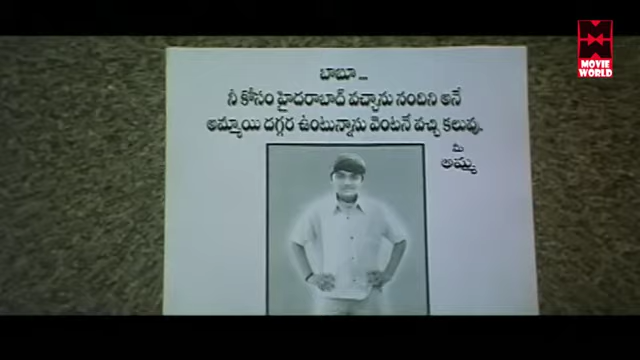 బాబూ...
నీ కోసం హైదరాబాద్ వచ్చాను నందిని అనే
అమ్మాయి దగ్గర ఉంటున్నాను వెంటనే వచ్చి కలువు.
మీ
అమ్మ
MOVIE
WORLD